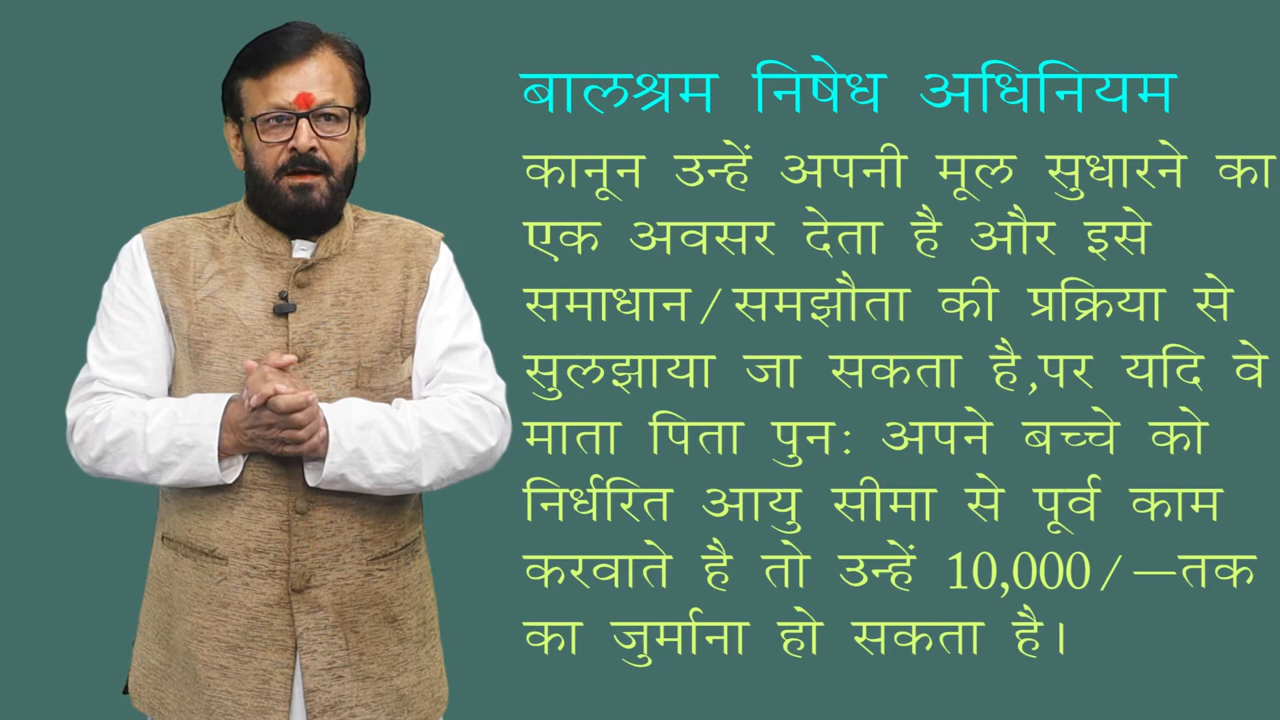 बालश्रम निषेध अधिनियम
कानून उन्हें अपनी मूल सुधारने का
एक अवसर देता है और इसे
समाधान/समझौता की प्रक्रिया से
सुलझाया जा सकता है,पर यदि वे
माता पिता पुनः अपने बच्चे को
निर्धरित आयु सीमा से पूर्व काम
करवाते है तो उन्हें 10,000/–तक
का जुर्माना हो सकता है।